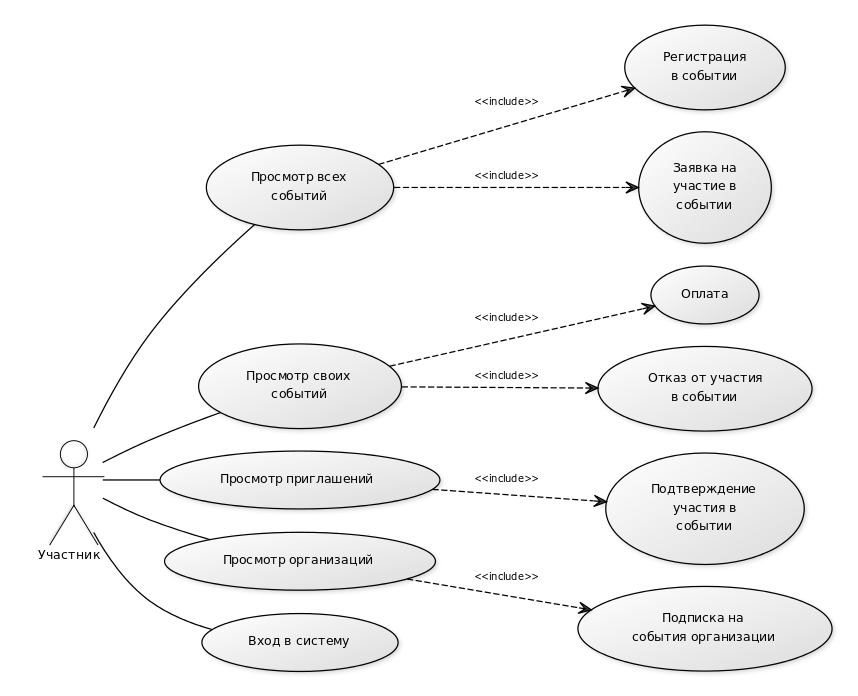 Регистрация
в событии
<<include>>
Просмотр всех
событий
<<include>>
Заявка на
участие в
событии
Оплата
<<include>>
Просмотр своих
событий
<<include>>
Отказ от участия
в событии
Просмотр приглашений
<<include>>
Подтверждение
участия в
событии
Участник
Просмотр организаций
<<include>>
Подписка на
события организации
Вход в систему